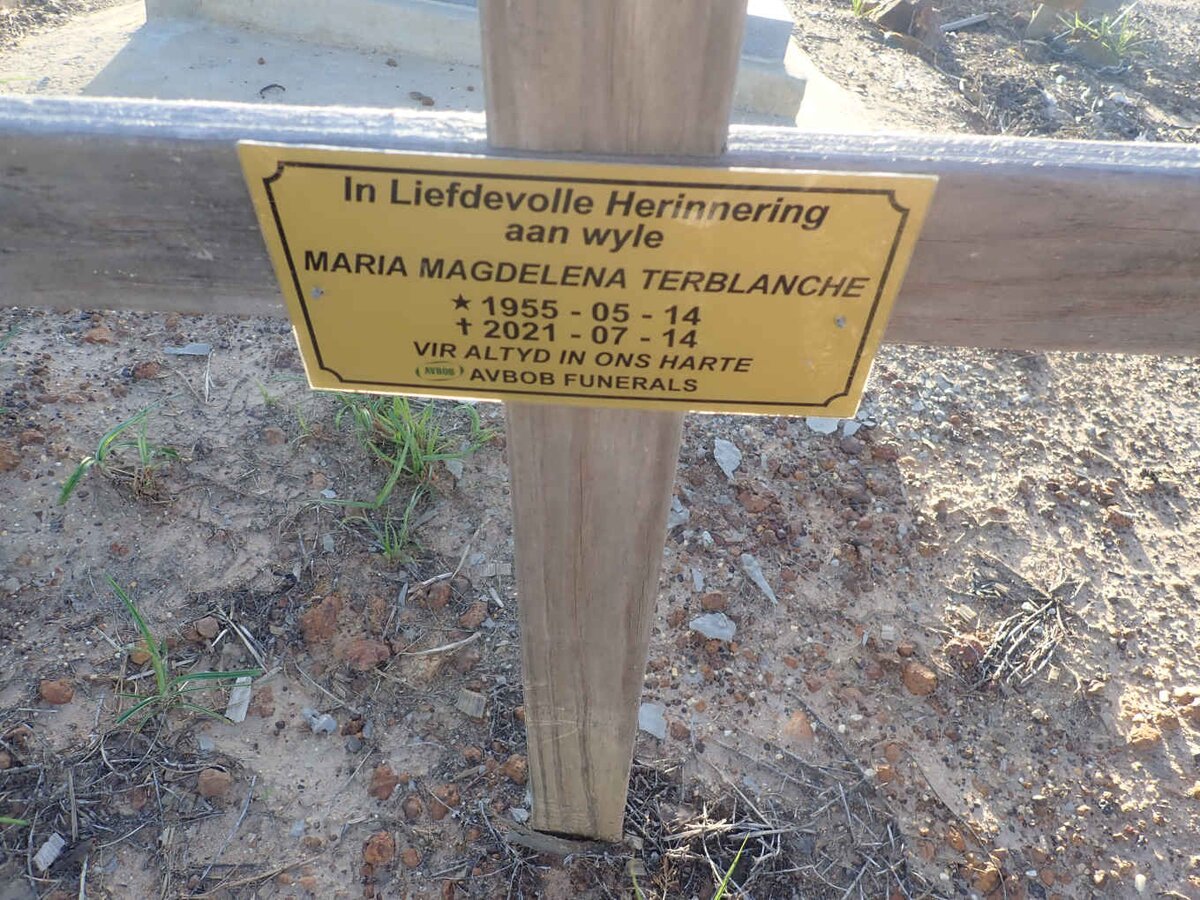 In Liefdevolle Herinnering
aan wyle
MARIA MAGDELENA TERBLANCHE
★ 1955 - 05 - 14
✝ 2021 - 07 - 14
VIR ALTYD IN ONS HARTE
AVBOB AVBOB FUNERALS